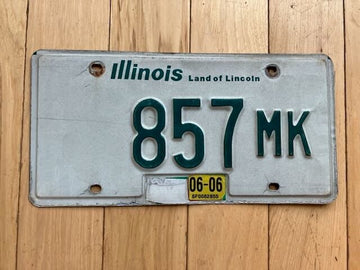 Illinois Land of Lincoln
857 MK
06-06